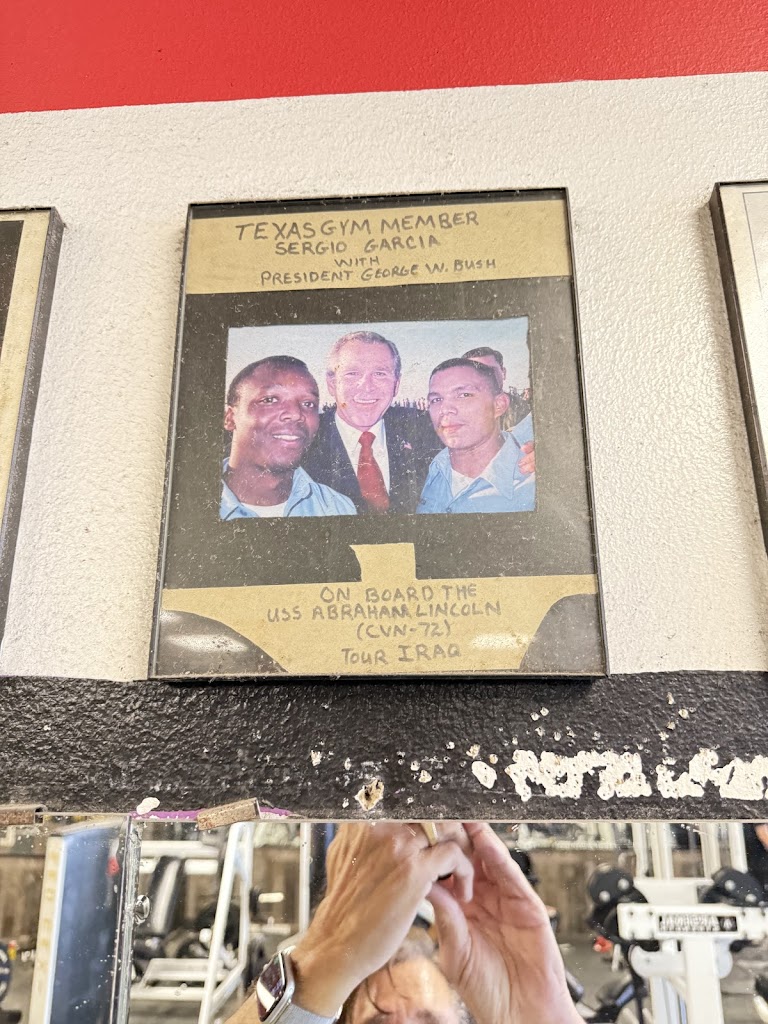 TEXAS GYM MEMBER
SERGIO GARCIA
WITH
PRESIDENT GEORGE W. BUSH
ON BOARD THE
USS ABRAHAM LINCOLN
(CVN-72)
TOUR IRAQ